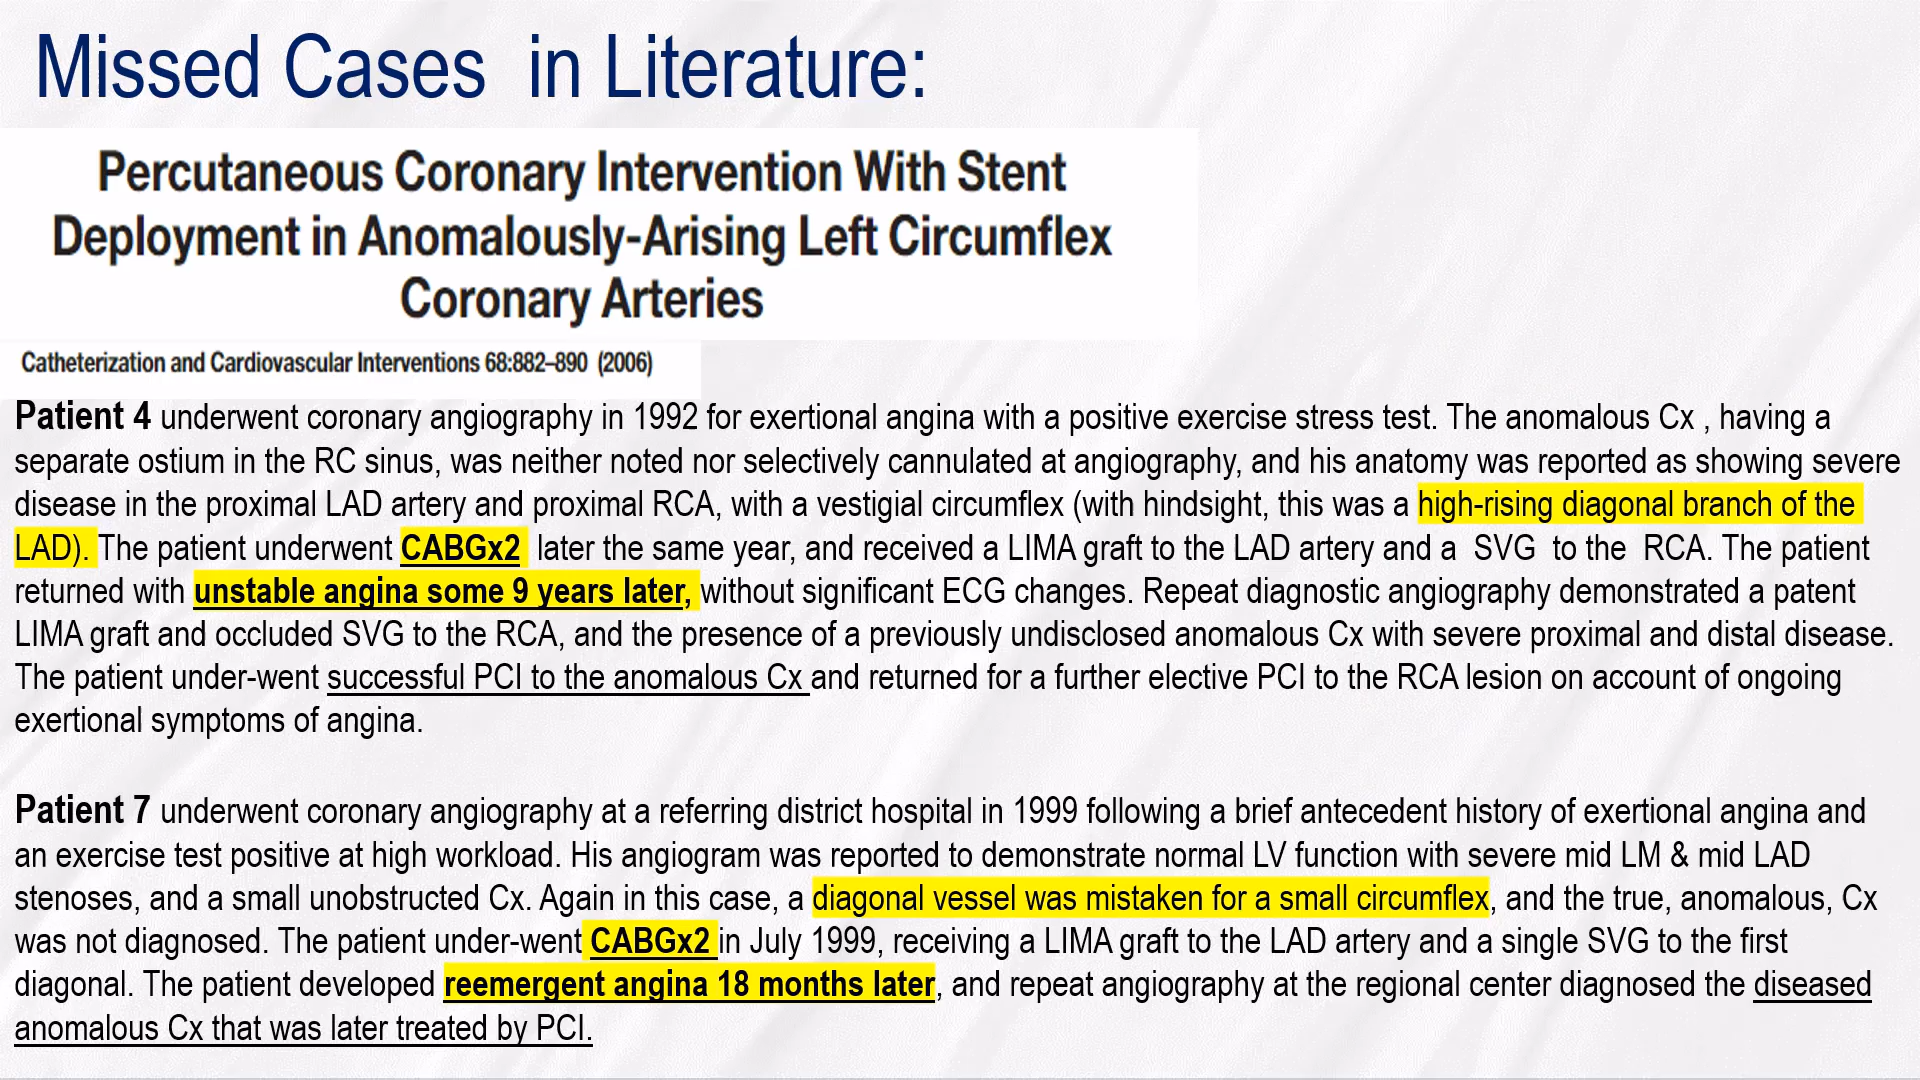 Missed Cases in Literature:
Percutaneous Coronary Intervention With Stent
Deployment in Anomalously-Arising Left Circumflex
Coronary Arteries
Catheterization and Cardiovascular Interventions 68:882–890 (2006)
Patient 4 underwent coronary angiography in 1992 for exertional angina with a positive exercise stress test. The anomalous Cx , having a
separate ostium in the RC sinus, was neither noted nor selectively cannulated at angiography, and his anatomy was reported as showing severe
disease in the proximal LAD artery and proximal RCA, with a vestigial circumflex (with hindsight, this was a high-rising diagonal branch of the
LAD). The patient underwent CABGx2 later the same year, and received a LIMA graft to the LAD artery and a SVG to the RCA. The patient
returned with unstable angina some 9 years later, without significant ECG changes. Repeat diagnostic angiography demonstrated a patent
LIMA graft and occluded SVG to the RCA, and the presence of a previously undisclosed anomalous Cx with severe proximal and distal disease.
The patient under-went successful PCI to the anomalous Cx and returned for a further elective PCI to the RCA lesion on account of ongoing
exertional symptoms of angina.
Patient 7 underwent coronary angiography at a referring district hospital in 1999 following a brief antecedent history of exertional angina and
an exercise test positive at high workload. His angiogram was reported to demonstrate normal LV function with severe mid LM & mid LAD
stenoses, and a small unobstructed Cx. Again in this case, a diagonal vessel was mistaken for a small circumflex, and the true, anomalous, Cx
was not diagnosed. The patient under-went CABGx2 in July 1999, receiving a LIMA graft to the LAD artery and a single SVG to the first
diagonal. The patient developed reemergent angina 18 months later, and repeat angiography at the regional center diagnosed the diseased
anomalous Cx that was later treated by PCI.